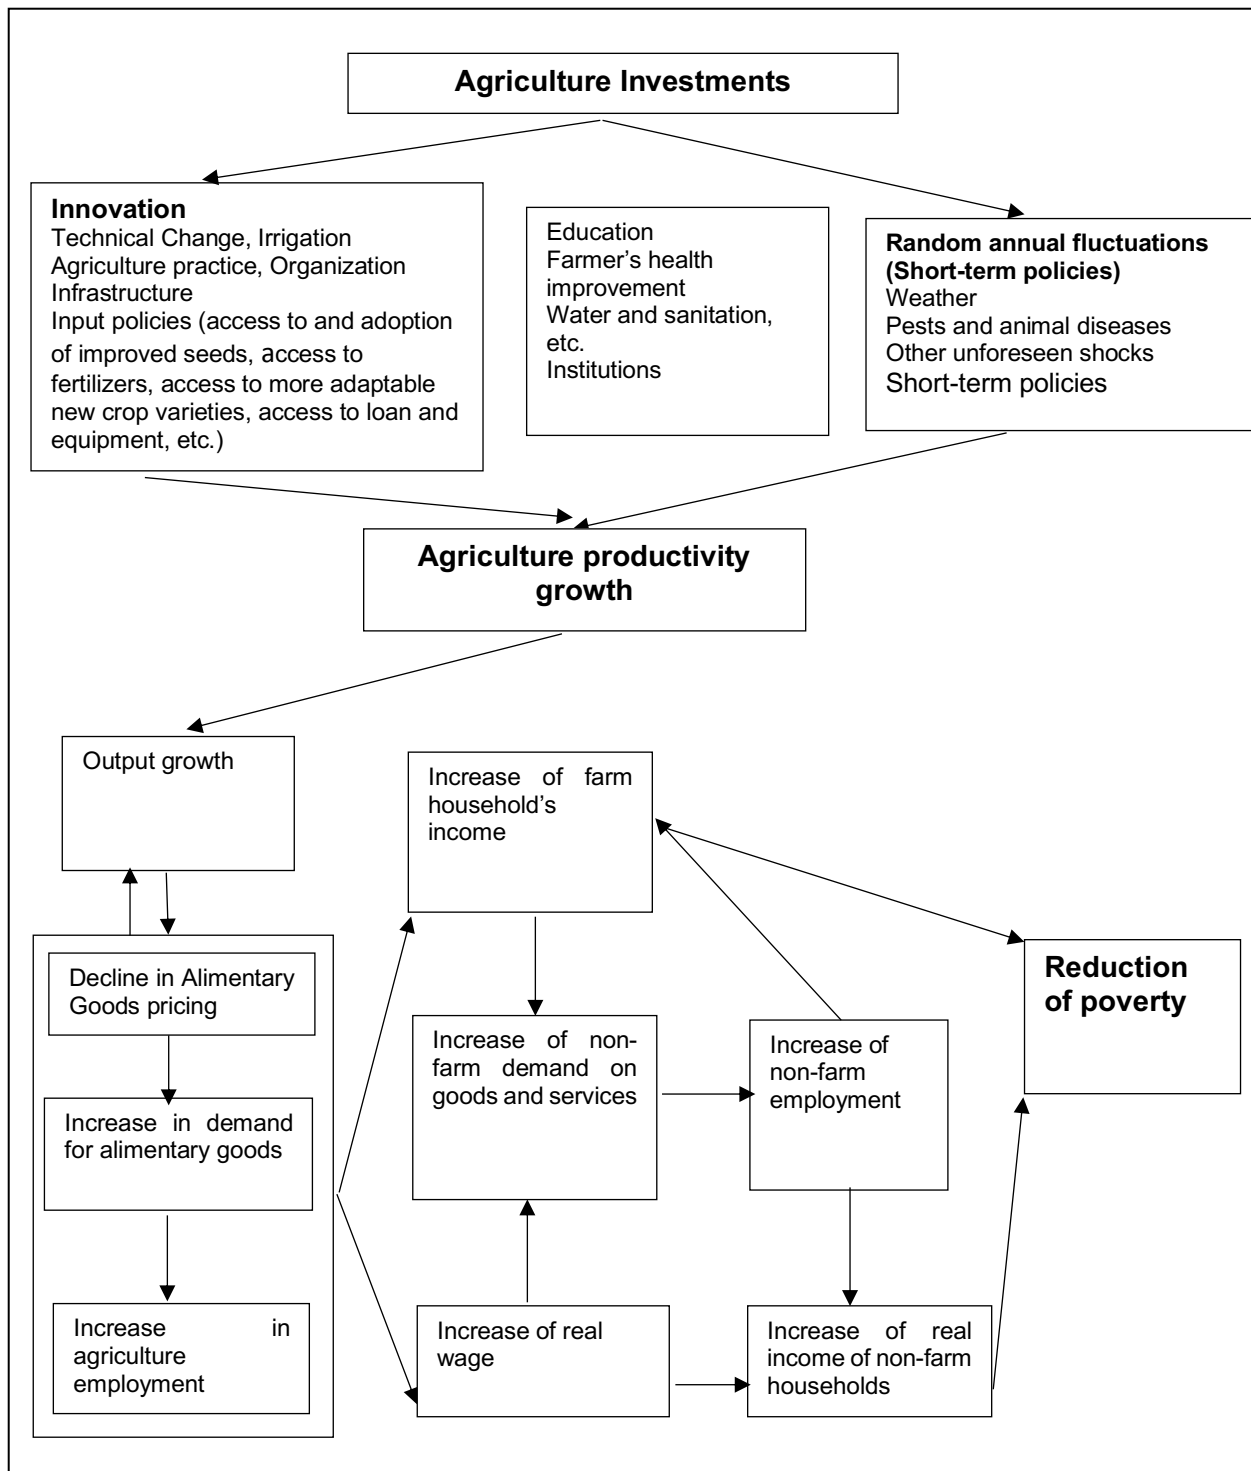 Agriculture Investments
Innovation
Technical Change, Irrigation
Agriculture practice, Organization
Infrastructure
Input policies (access to and adoption
of improved seeds, access to
fertilizers, access to more adaptable
new crop varieties, access to loan and
equipment, etc.)
Education
Farmer's health
improvement
Water and sanitation,
etc.
Institutions
Random annual fluctuations
(Short-term policies)
Weather
Pests and animal diseases
Other unforeseen shocks
Short-term policies
Agriculture productivity
growth
Output growth
Increase of farm
household's
income
Decline in Alimentary
Goods pricing
Reduction
of poverty
Increase of non-
farm demand on
goods and services
Increase of
non-farm
employment
Increase in demand
for alimentary goods
Increase in
agriculture
employment
Increase of real
wage
Increase of real
income of non-farm
households